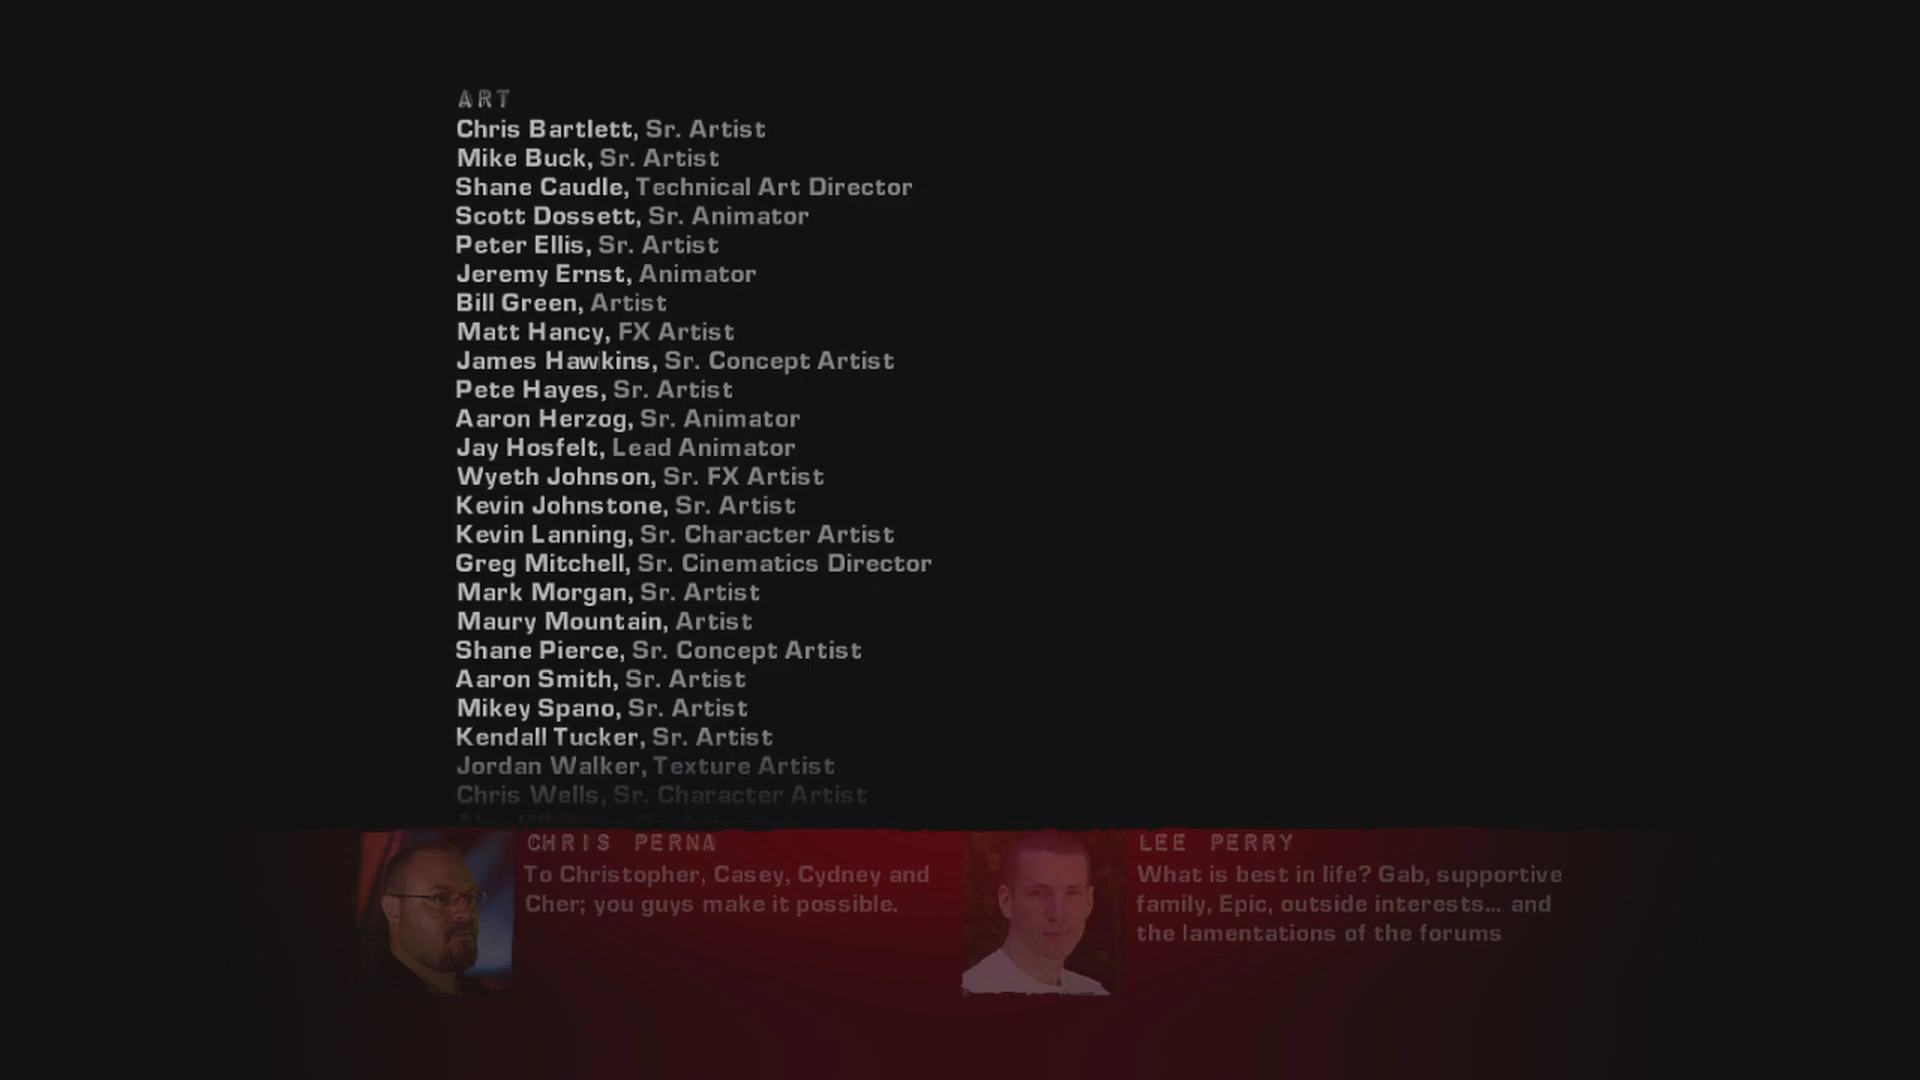 ART
Chris Bartlett, Sr. Artist
Mike Buck, Sr. Artist
Shane Caudle, Technical Art Director
Scott Dossett, Sr. Animator
Peter Ellis, Sr. Artist
Jeremy Ernst, Animator
Bill Green, Artist
Matt Hancy, FX Artist
James Hawkins, Sr. Concept Artist
Pete Hayes, Sr. Artist
Aaron Herzog, Sr. Animator
Jay Hosfelt, Lead Animator
Wyeth Johnson, Sr. FX Artist
Kevin Johnstone, Sr. Artist
Kevin Lanning, Sr. Character Artist
Greg Mitchell, Sr. Cinematics Director
Mark Morgan, Sr. Artist
Maury Mountain, Artist
Shane Pierce, Sr. Concept Artist
Aaron Smith, Sr. Artist
Mikey Spano, Sr. Artist
Kendall Tucker, Sr. Artist
Jordan Walker, Texture Artist
Chris Wells, Sr. Character Artist
CHRIS PERNA
To Christopher, Casey, Cydney and
Cher; you guys make it possible.
LEE PERRY
What is best in life? Gab, supportive
family, Epic, outside interests... and
the lamentations of the forums